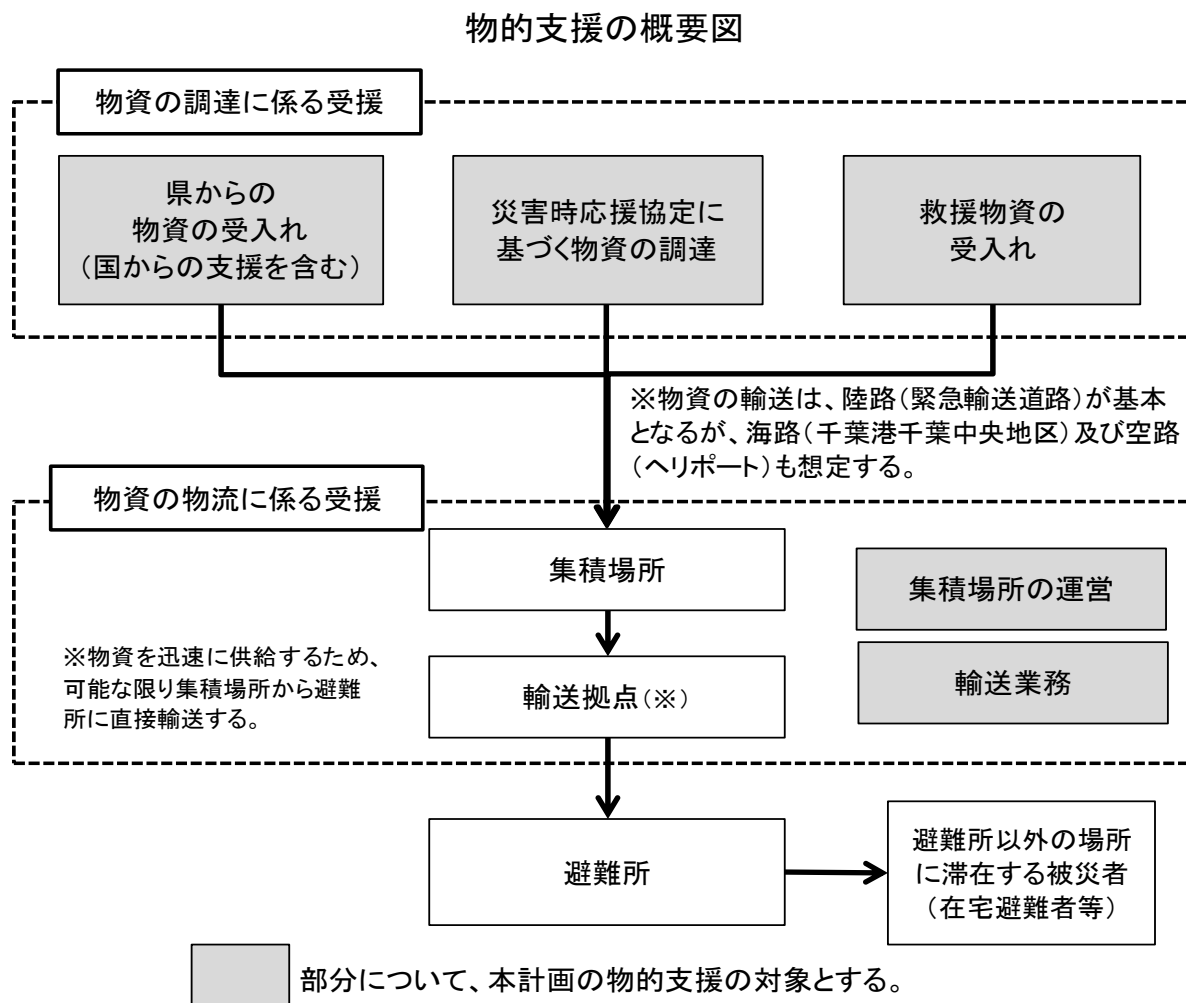 物的支援の概要図
物資の調達に係る受援
県からの
物資の受入れ
（国からの支援を含む）
災害時応援協定に
基づく物資の調達
救援物資の
受入れ
※物資の輸送は、陸路（緊急輸送道路）が基本
となるが、海路（千葉港千葉中央地区）及び空路
（ヘリポート）も想定する。
物資の物流に係る受援
集積場所
集積場所の運営
※物資を迅速に供給するため、
可能な限り集積場所から避難
所に直接輸送する。
輸送拠点（※）
輸送業務
避難所
避難所以外の場所
に滞在する被災者
（在宅避難者等）
部分について、本計画の物的支援の対象とする。